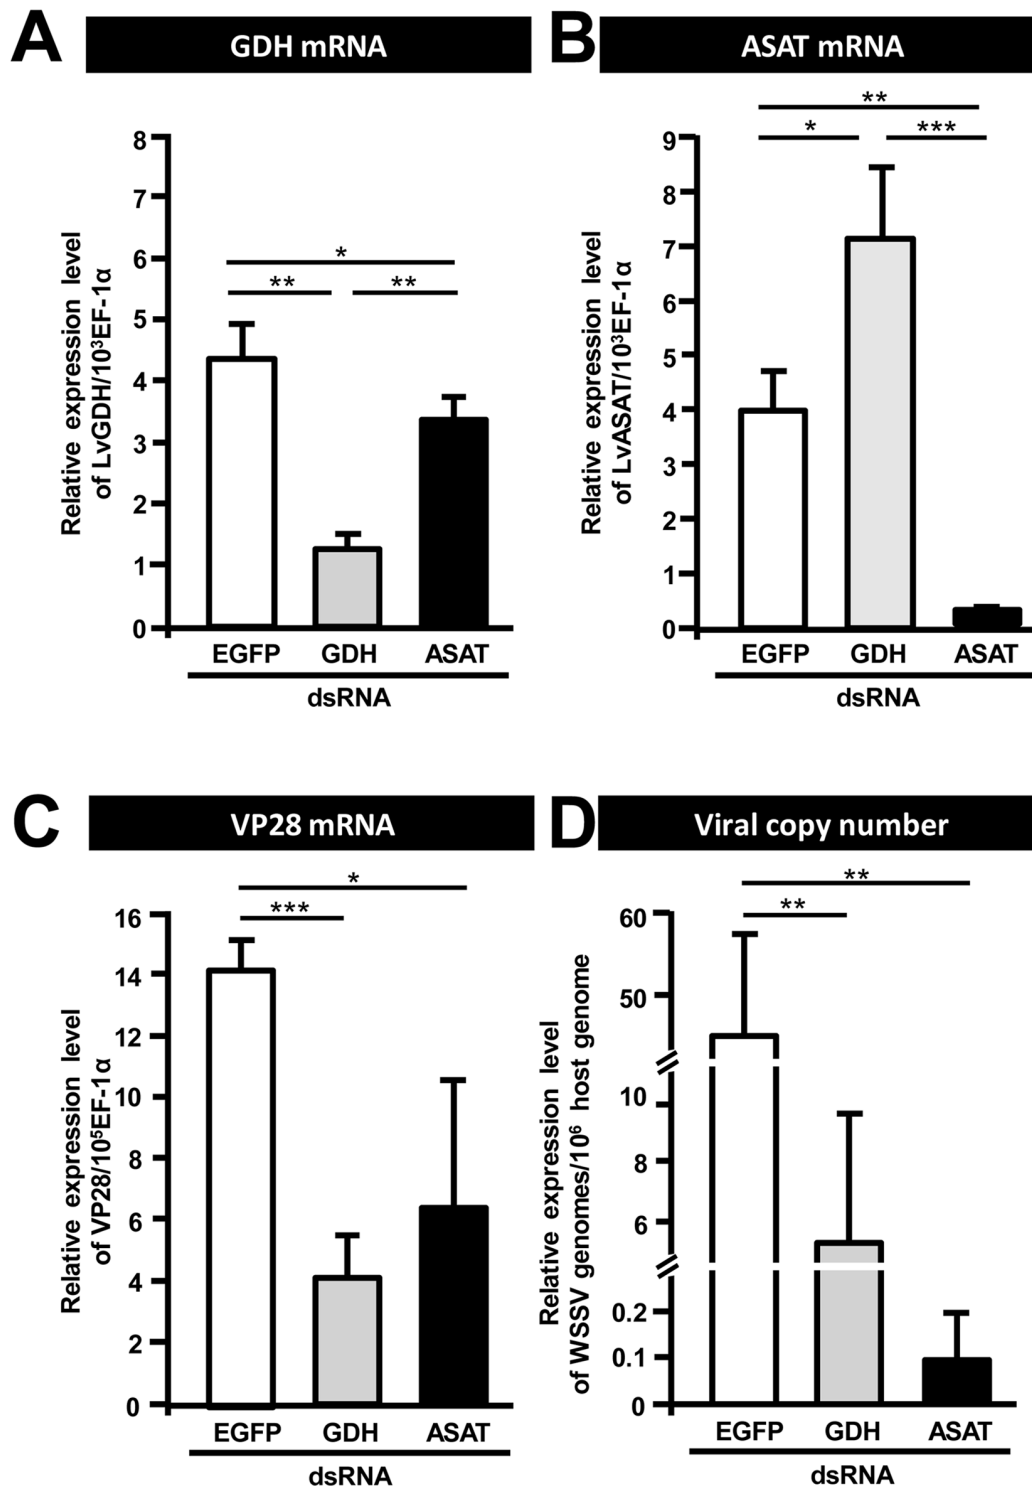 A
GDH mRNA
Relative expression level
of LvGDH/10³EF-1α
8
7
6
5
4
3
2
1
0
*
**
**
EGFP GDH ASAT
dsRNA
B
ASAT mRNA
Relative expression level
of LvASAT/10³EF-1α
9
8
7
6
5
4
3
2
1
0
**
*
***
EGFP GDH ASAT
dsRNA
C
VP28 mRNA
Relative expression level
of VP28/10⁵EF-1α
16
14
12
10
8
6
4
2
0
*
***
EGFP GDH ASAT
dsRNA
D
Viral copy number
Relative expression level
of WSSV genomes/10⁶ host genome
60
50
10
8
6
0.2
0.1
0
**
**
EGFP GDH ASAT
dsRNA